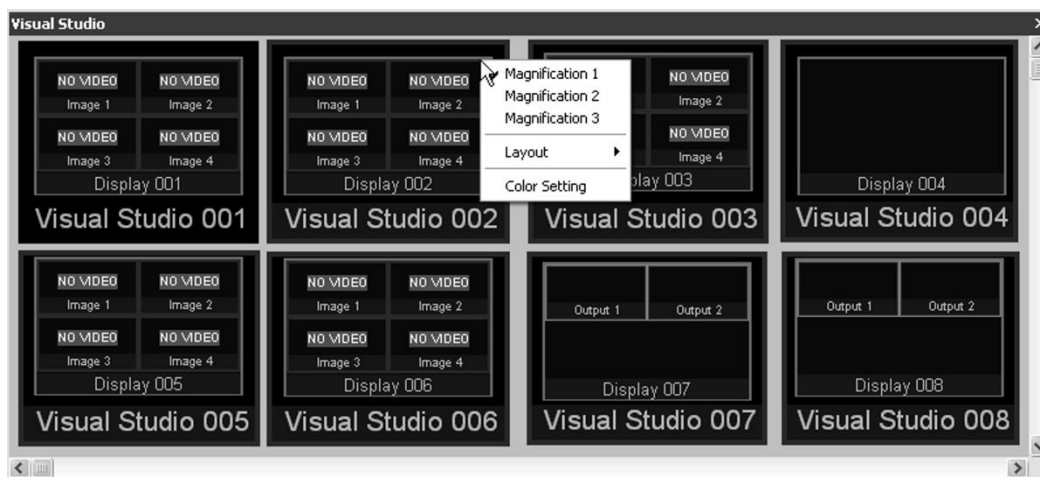 Visual Studio
NO VIDEO NO VIDEO
Image 1 Image 2
NO VIDEO NO VIDEO
Image 3 Image 4
Display 001
Visual Studio 001
NO VIDEO NO VIDEO
Image 1 Image 2
NO VIDEO NO VIDEO
Image 3 Image 4
Display 002
Visual Studio 002
Magnification 1
Magnification 2
Magnification 3
Layout
Color Setting
NO VIDEO
Image 2
NO VIDEO
Image 4
003
Visual Studio 003
Display 004
Visual Studio 004
NO VIDEO NO VIDEO
Image 1 Image 2
NO VIDEO NO VIDEO
Image 3 Image 4
Display 005
Visual Studio 005
NO VIDEO NO VIDEO
Image 1 Image 2
NO VIDEO NO VIDEO
Image 3 Image 4
Display 006
Visual Studio 006
Output 1 Output 2
Display 007
Visual Studio 007
Output 1 Output 2
Display 008
Visual Studio 008